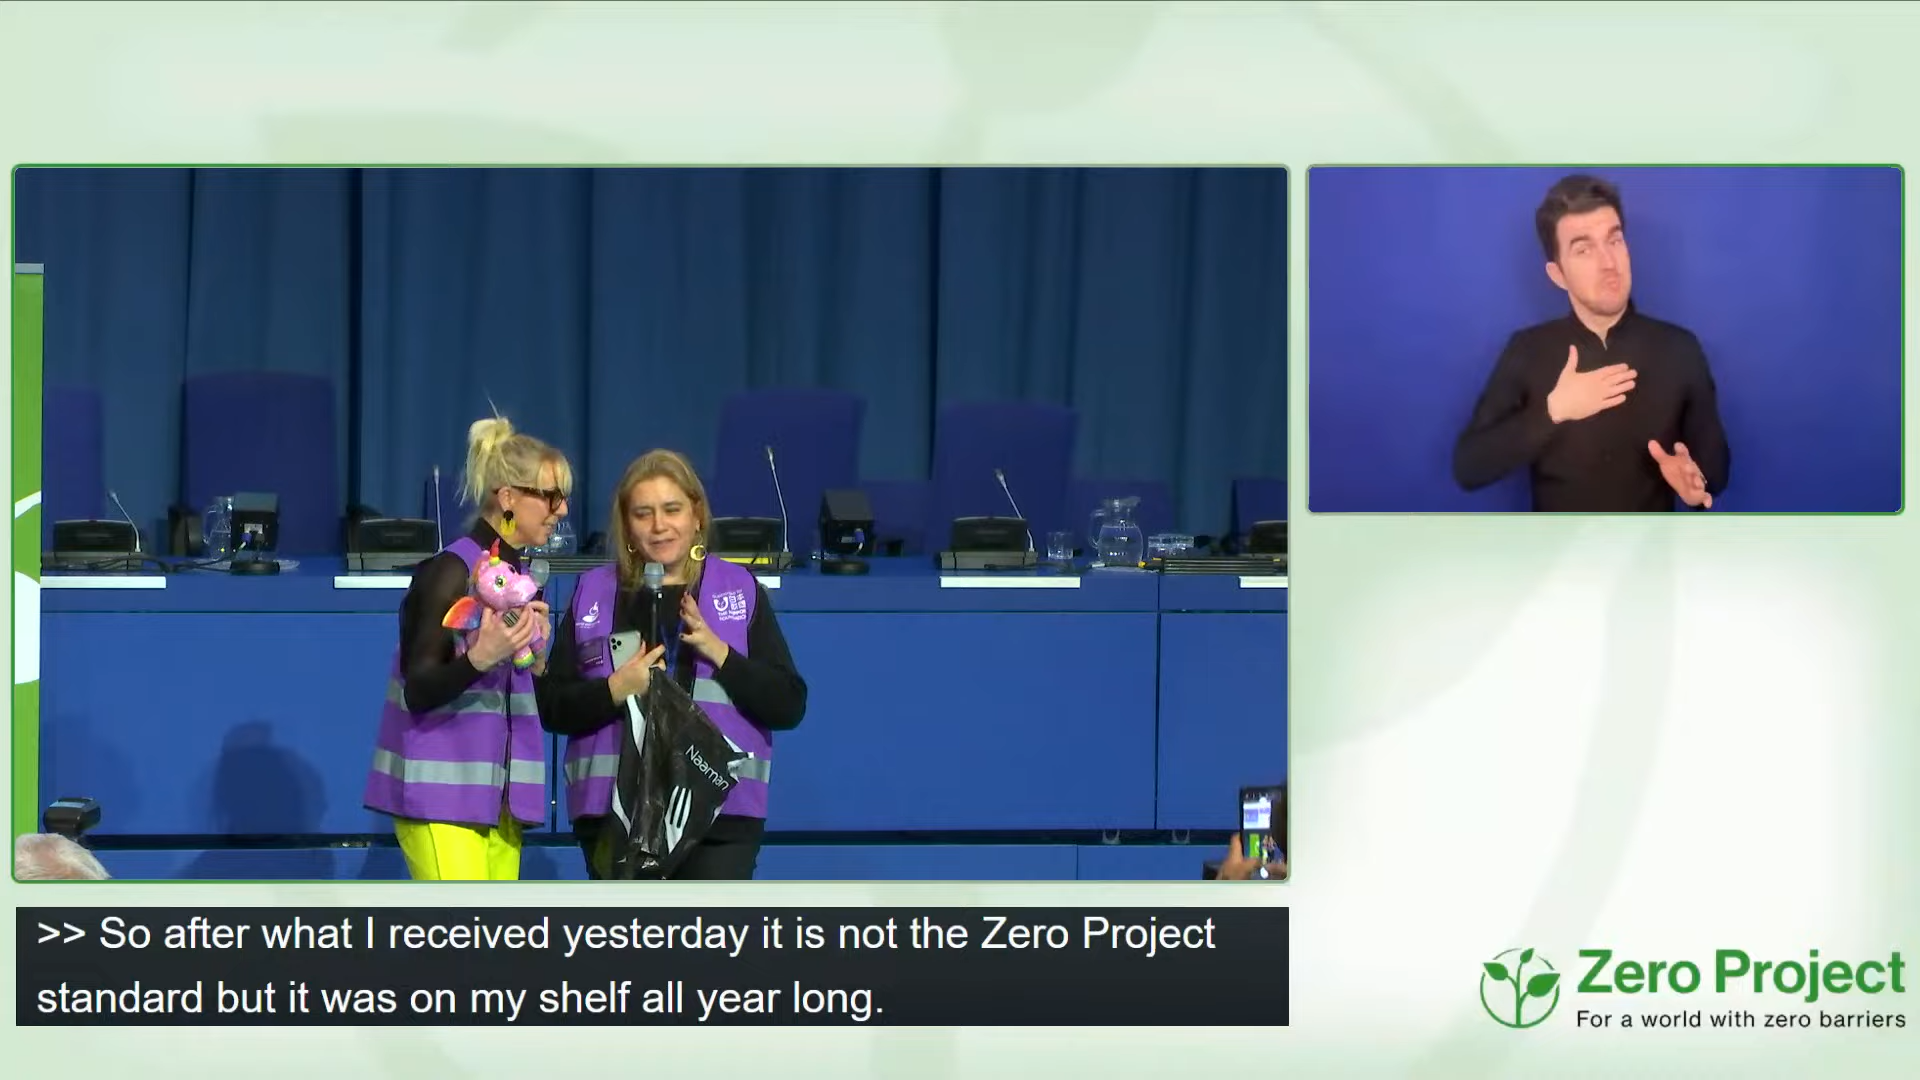 Naaman
>> So after what I received yesterday it is not the Zero Project
standard but it was on my shelf all year long.
Zero Project
For a world with zero barriers